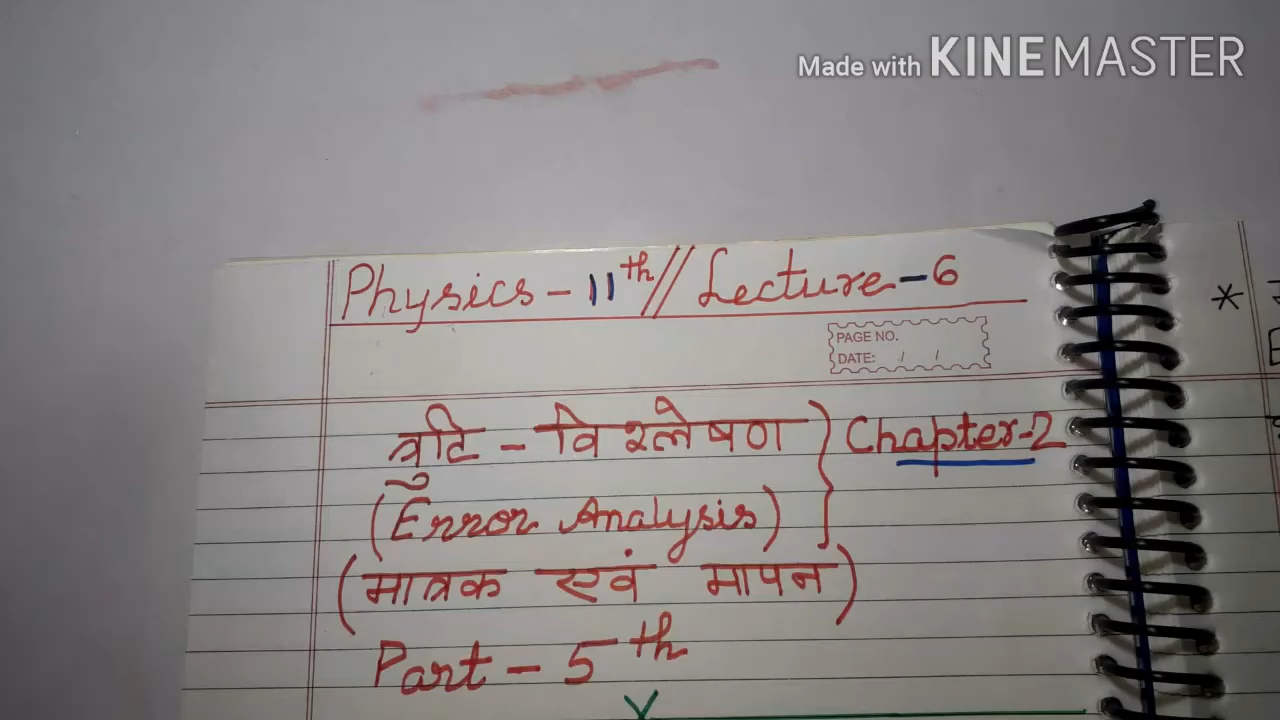 Made with KINEMASTER
Physics - 11th // Lecture - 6
PAGE NO.
DATE: / /
त्रुटि - विश्लेषण } Chapter-2
(Error Analysis)
(मात्रक एवं मापन)
Part - 5th
*